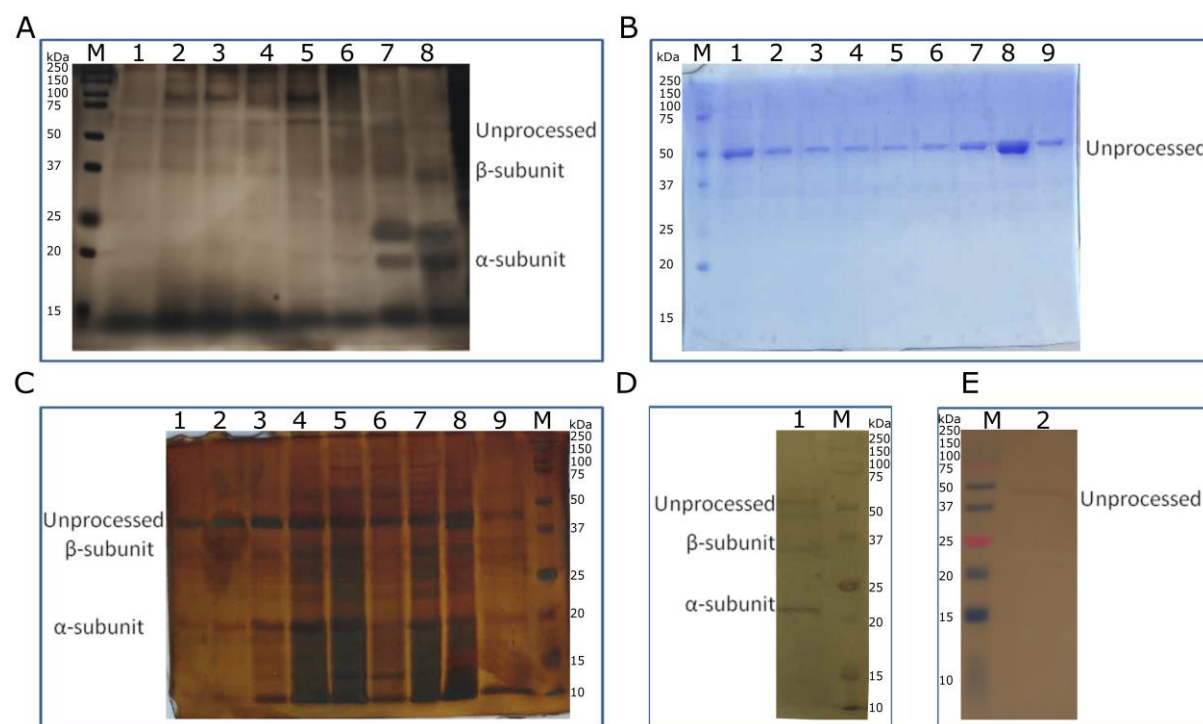 A
kDa M 1 2 3 4 5 6 7 8
250
150
100
75
50
37
25
20
15
Unprocessed
β-subunit
α-subunit
B
kDa M 1 2 3 4 5 6 7 8 9
250
150
100
75
50
37
25
20
15
Unprocessed
C
1 2 3 4 5 6 7 8 9 M kDa
Unprocessed
β-subunit
α-subunit
250
150
100
75
50
37
25
20
15
10
D
1 M kDa
Unprocessed
β-subunit
α-subunit
250
150
100
75
50
37
25
20
15
10
E
kDa M 2
250
150
100
75
50
37
25
20
15
10
Unprocessed